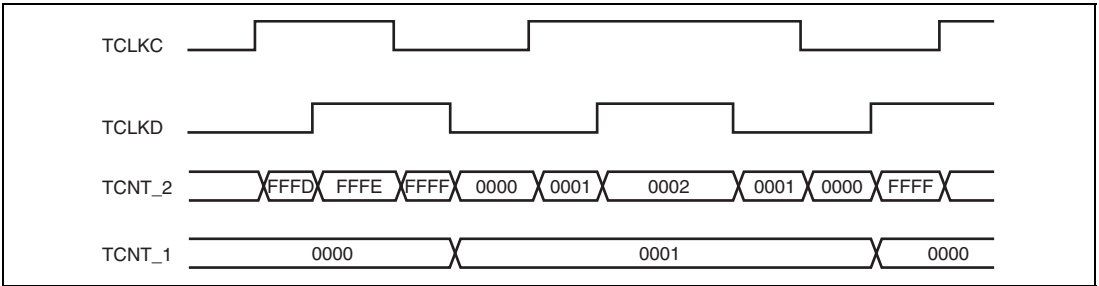 TCLKC
TCLKD
TCNT_2 FFFD FFFE FFFF 0000 0001 0002 0001 0000 FFFF
TCNT_1 0000 0001 0000